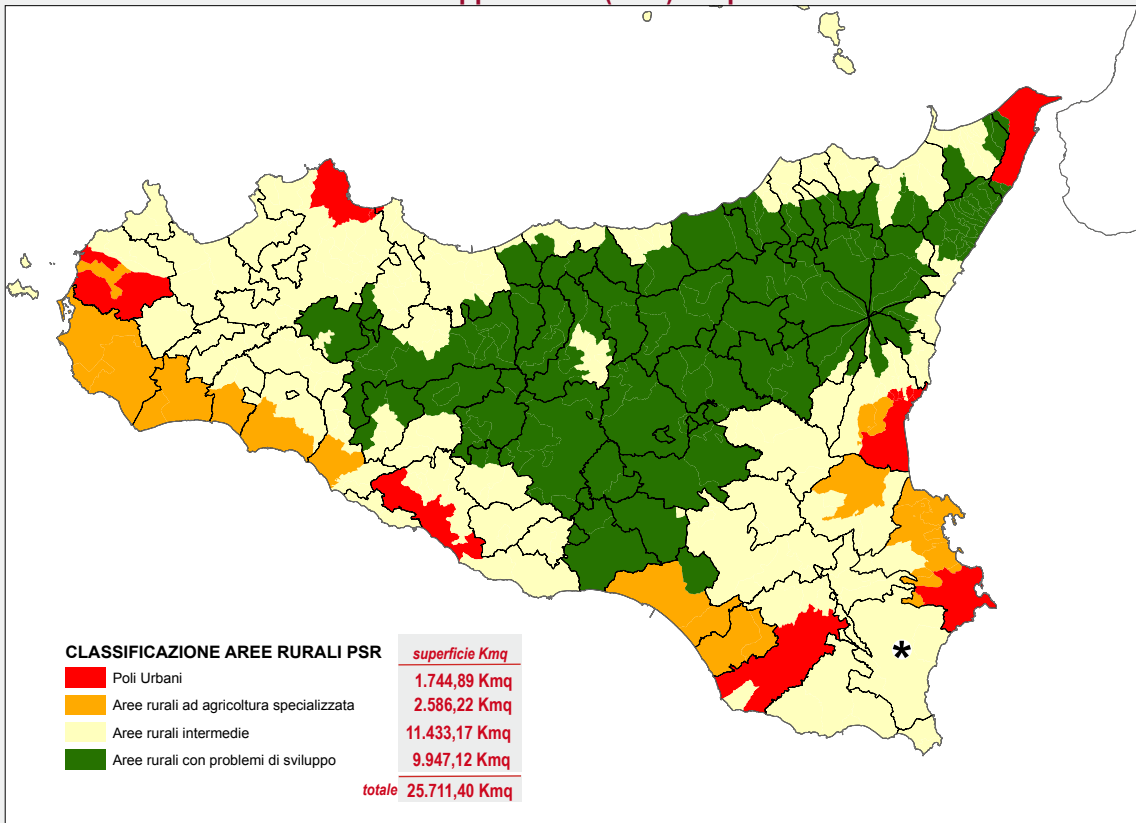 CLASSIFICAZIONE AREE RURALI PSR superficie Kmq
Poli Urbani 1.744,89 Kmq
Aree rurali ad agricoltura specializzata 2.586,22 Kmq
Aree rurali intermedie 11.433,17 Kmq
Aree rurali con problemi di sviluppo 9.947,12 Kmq
totale 25.711,40 Kmq
*